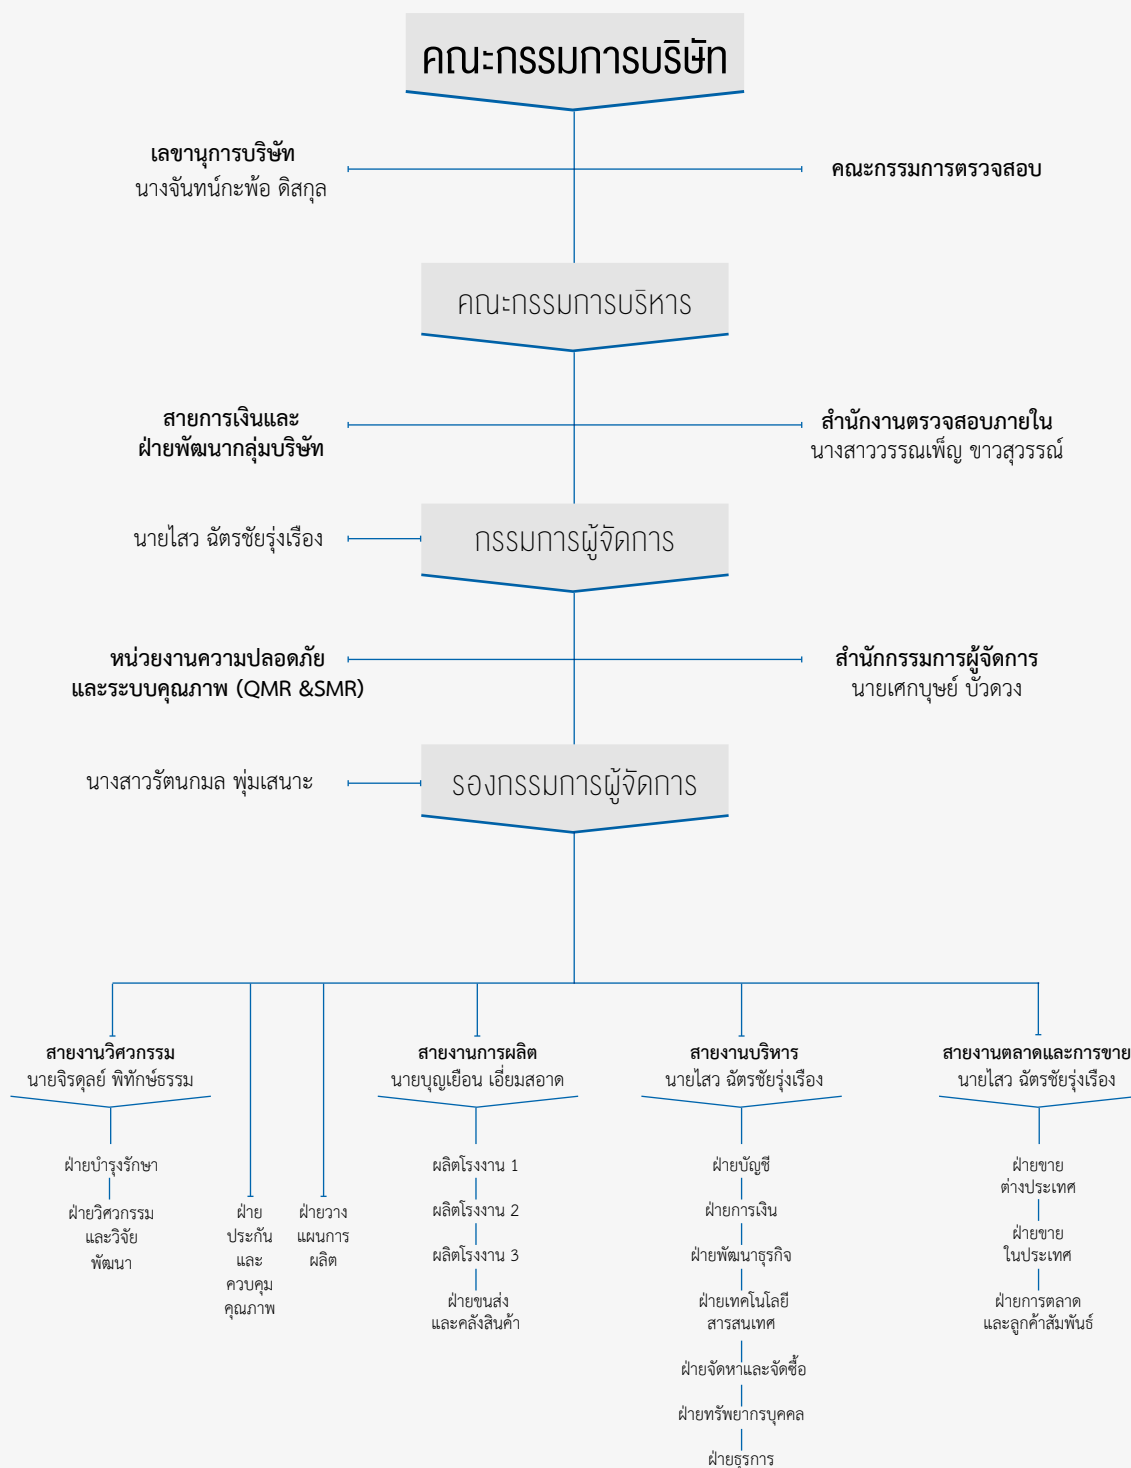 คณะกรรมการบริษัท
เลขานุการบริษัท
นางจันทน์กะพ้อ ดิสกุล
คณะกรรมการตรวจสอบ
คณะกรรมการบริหาร
สายการเงินและ
ฝ่ายพัฒนากลุ่มบริษัท
สำนักงานตรวจสอบภายใน
นางสาววรรณเพ็ญ ขาวสุวรรณ์
นายไสว ฉัตรชัยรุ่งเรือง
กรรมการผู้จัดการ
หน่วยงานความปลอดภัย
และระบบคุณภาพ (QMR &SMR)
สำนักกรรมการผู้จัดการ
นายเศกบุษย์ บัวดวง
นางสาวรัตนกมล พุ่มเสนาะ
รองกรรมการผู้จัดการ
สายงานวิศวกรรม
นายจิรดุลย์ พิทักษ์ธรรม
ฝ่ายบำรุงรักษา
ฝ่ายวิศวกรรม
และวิจัย
พัฒนา
ฝ่าย
ประกัน
และ
ควบคุม
คุณภาพ
ฝ่ายวาง
แผนการ
ผลิต
สายงานการผลิต
นายบุญเยือน เอี่ยมสอาด
ผลิตโรงงาน 1
ผลิตโรงงาน 2
ผลิตโรงงาน 3
ฝ่ายขนส่ง
และคลังสินค้า
สายงานบริหาร
นายไสว ฉัตรชัยรุ่งเรือง
ฝ่ายบัญชี
ฝ่ายการเงิน
ฝ่ายพัฒนาธุรกิจ
ฝ่ายเทคโนโลยี
สารสนเทศ
ฝ่ายจัดหาและจัดซื้อ
ฝ่ายทรัพยากรบุคคล
ฝ่ายธุรการ
สายงานตลาดและการขาย
นายไสว ฉัตรชัยรุ่งเรือง
ฝ่ายขาย
ต่างประเทศ
ฝ่ายขาย
ในประเทศ
ฝ่ายการตลาด
และลูกค้าสัมพันธ์